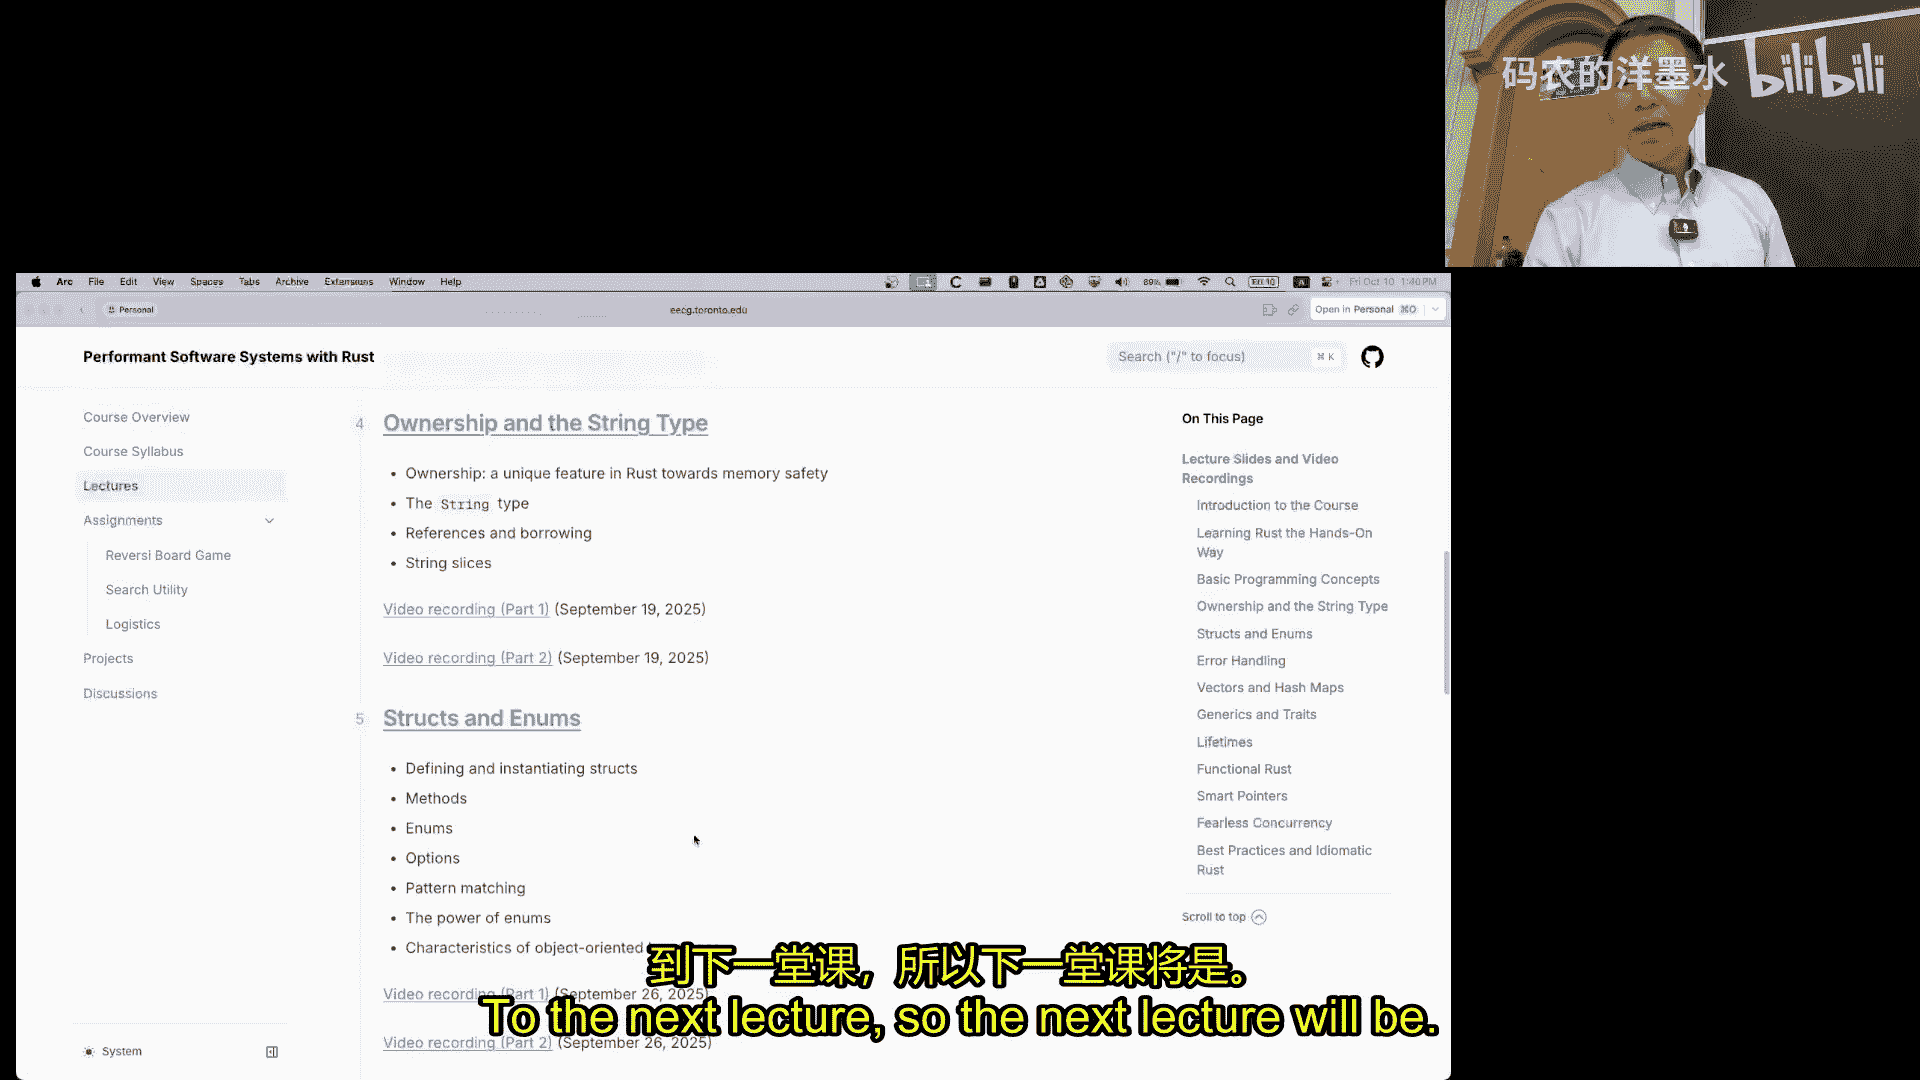 码农的洋墨水 bilibili
Arc File Edit View Spaces Tabs Archive Extensions Window Help 89% Fri Oct 10 1:40PM
Personal
eecg.toronto.edu
Open in Personal ⌘O
Performant Software Systems with Rust
Search ("/" to focus) ⌘ K
Course Overview
Course Syllabus
Lectures
Assignments
Reversi Board Game
Search Utility
Logistics
Projects
Discussions
System
4 Ownership and the String Type
• Ownership: a unique feature in Rust towards memory safety
• The String type
• References and borrowing
• String slices
Video recording (Part 1) (September 19, 2025)
Video recording (Part 2) (September 19, 2025)
5 Structs and Enums
• Defining and instantiating structs
• Methods
• Enums
• Options
• Pattern matching
• The power of enums
• Characteristics of object-oriented
Video recording (Part 1) (September 26, 2025)
Video recording (Part 2) (September 26, 2025)
On This Page
Lecture Slides and Video
Recordings
Introduction to the Course
Learning Rust the Hands-On
Way
Basic Programming Concepts
Ownership and the String Type
Structs and Enums
Error Handling
Vectors and Hash Maps
Generics and Traits
Lifetimes
Functional Rust
Smart Pointers
Fearless Concurrency
Best Practices and Idiomatic
Rust
Scroll to top
到下一堂课，所以下一堂课将是。
To the next lecture, so the next lecture will be.